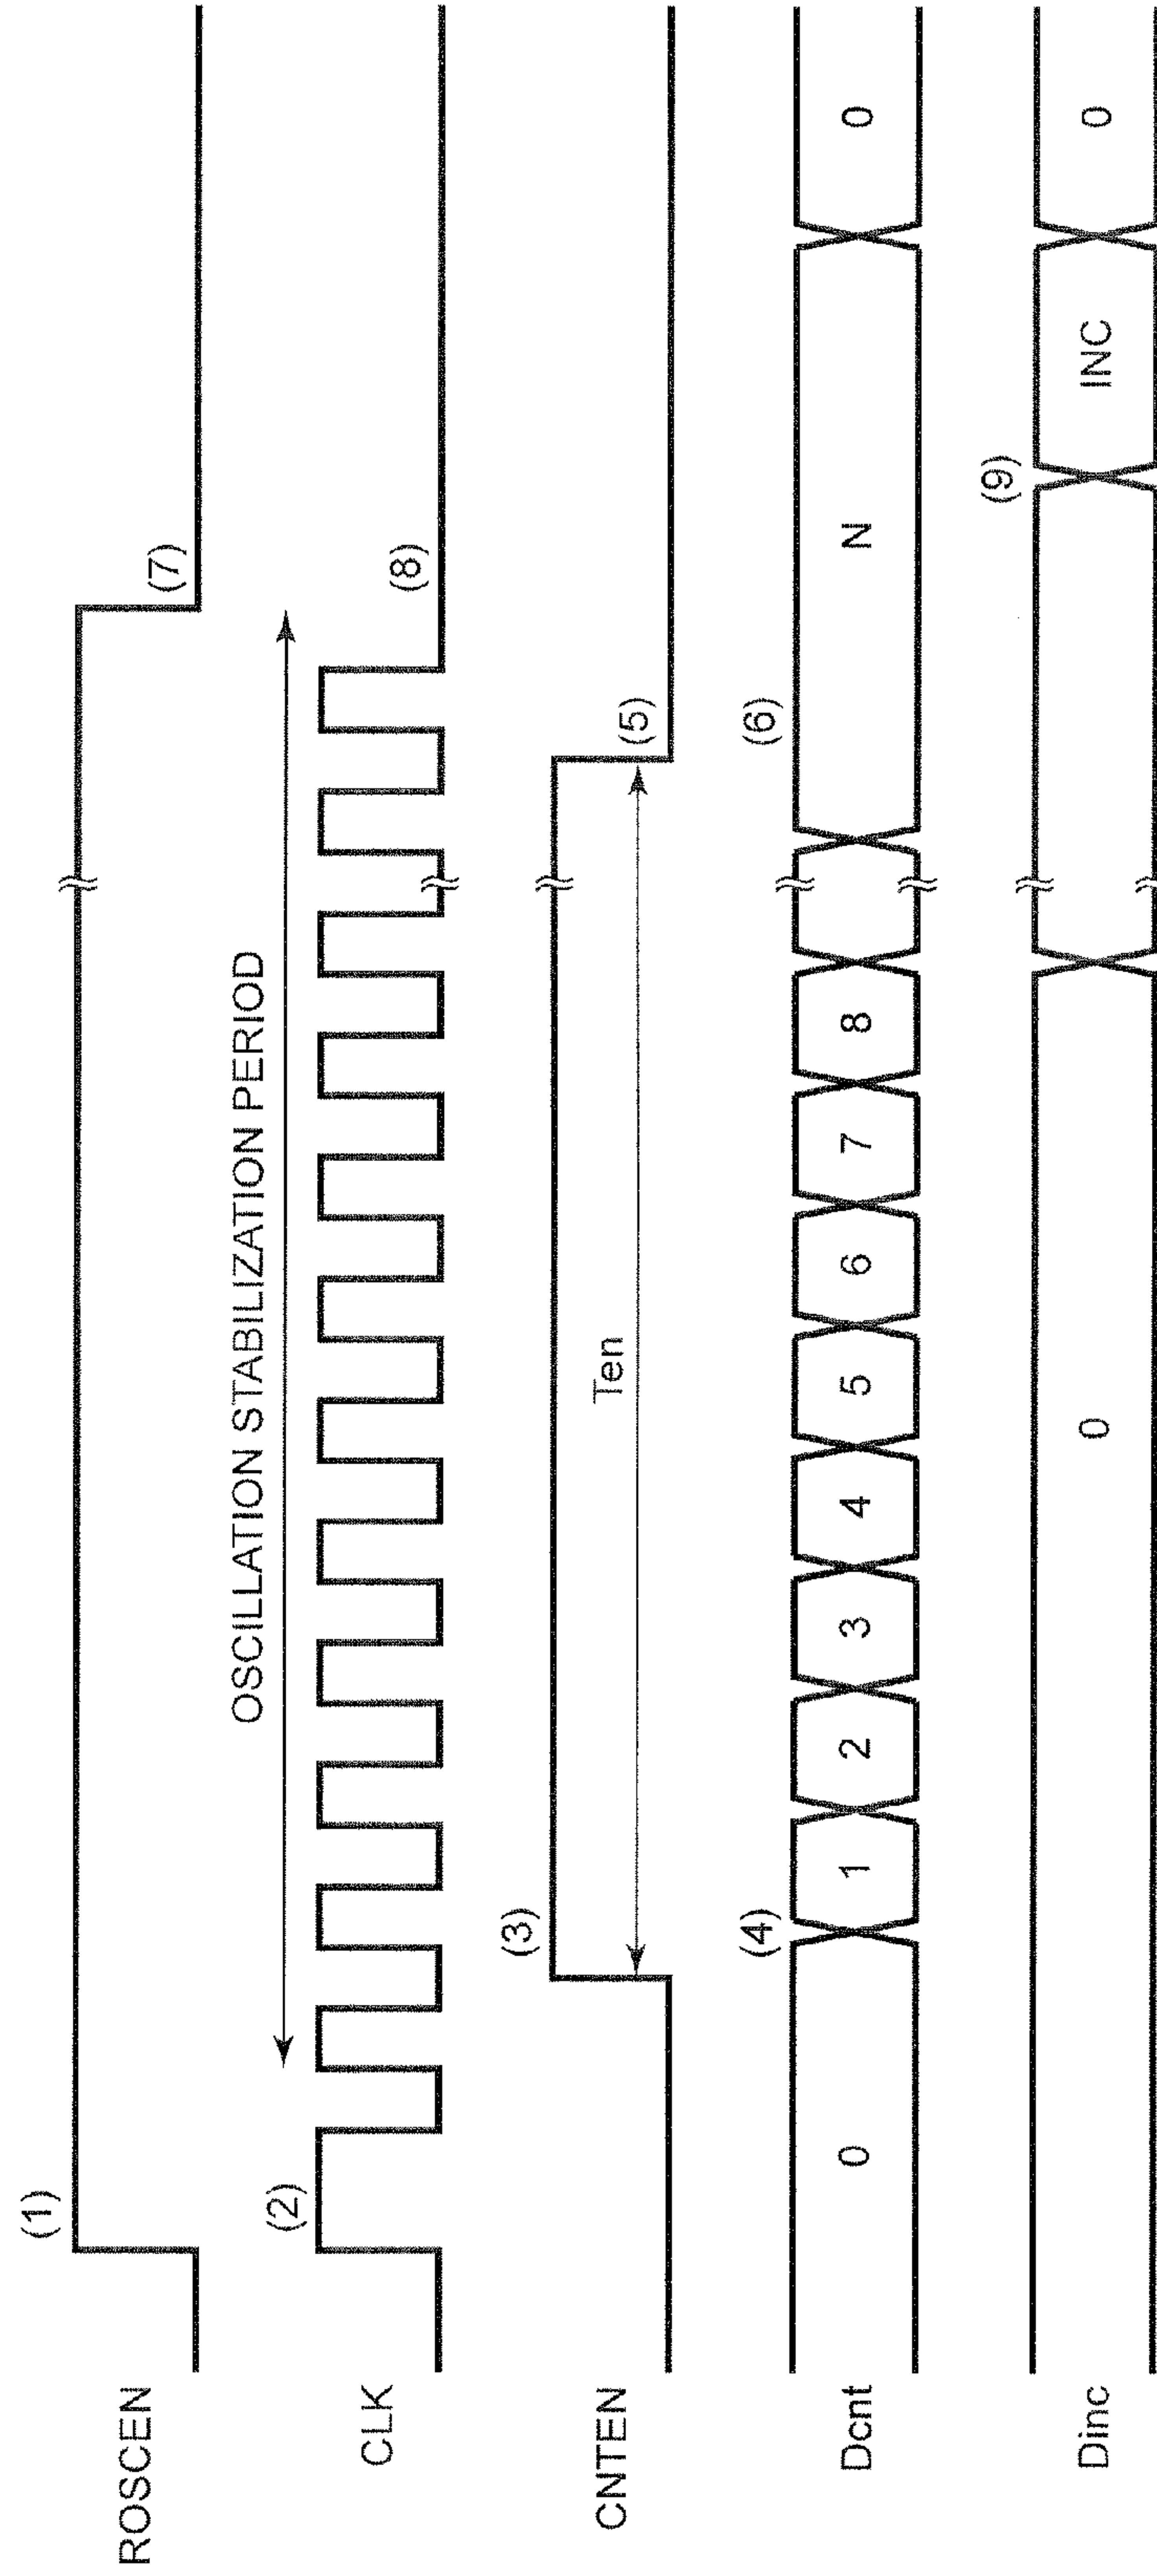 ROSCEN
(1)
(7)
OSCILLATION STABILIZATION PERIOD
CLK
(2)
(8)
CNTEN
(3)
Ten
(5)
Dcnt
0
(4)
1
2
3
4
5
6
7
8
(6)
N
0
Dinc
0
(9)
INC
0